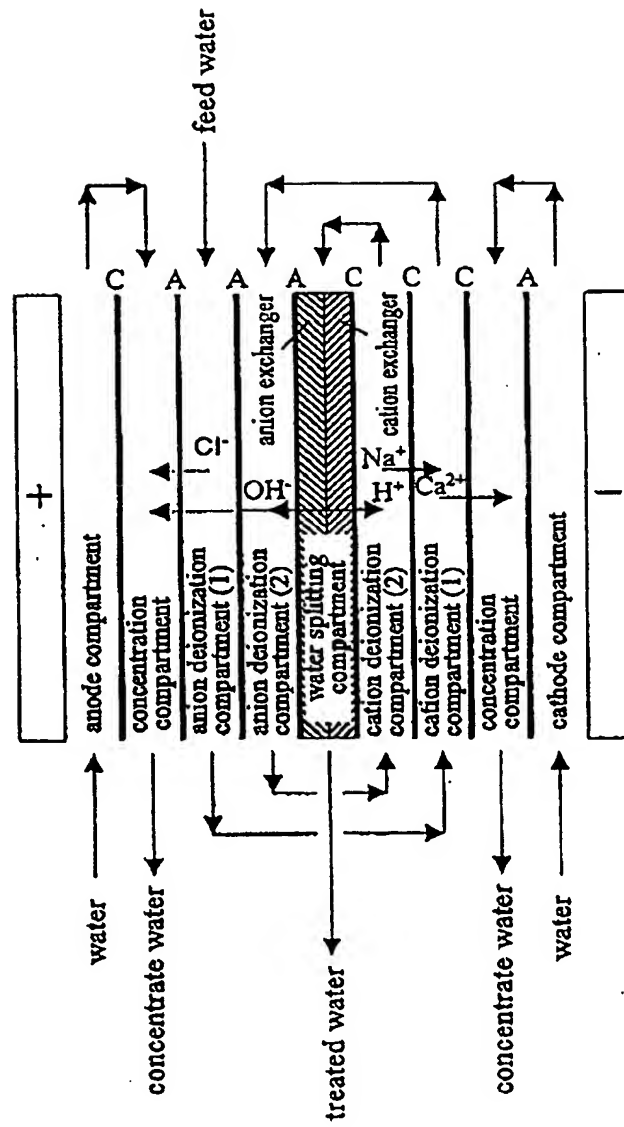 +
anode compartment
C
concentration
compartment
A
Cl-
anion deionization
compartment (1)
A
OH-
anion deionization
compartment (2)
anion exchanger
A
water splitting
compartment
C
cation deionization
compartment (2)
H+
Na+
cation exchanger
C
cation deionization
compartment (1)
Ca2+
C
concentration
compartment
A
cathode compartment
−
water
concentrate water
treated water
concentrate water
water
feed water